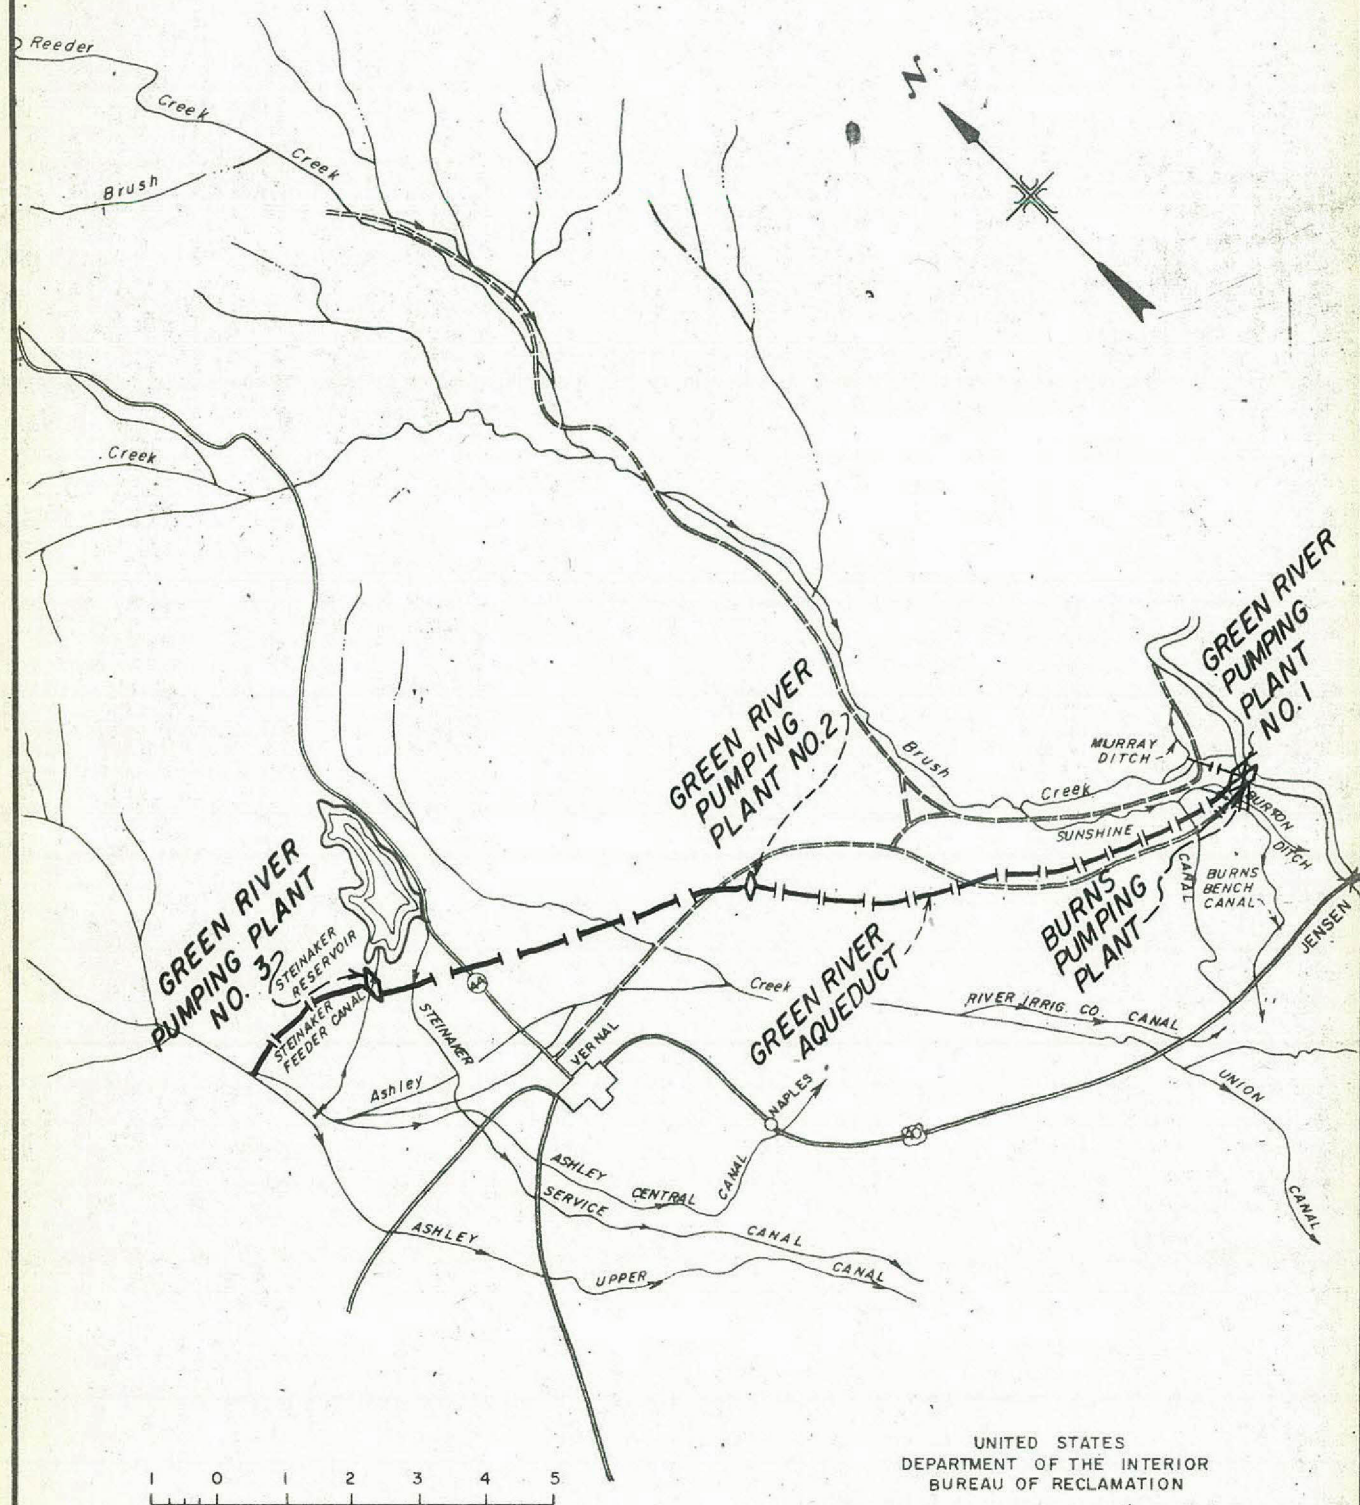 Reeder
Creek
Creek
Brush
N.
Creek
GREEN RIVER
PUMPING
PLANT
NO. 1
GREEN RIVER
PUMPING
PLANT NO. 2
MURRAY
DITCH
Brush
Creek
SUNSHINE
CANAL
BURTON
DITCH
BURNS
BENCH
CANAL
BURNS
PUMPING
PLANT
JENSEN
GREEN RIVER
PUMPING PLANT
NO. 3
STEINAKER
RESERVOIR
STEINAKER
FEEDER CANAL
44
STEINAKER
Creek
GREEN RIVER
AQUEDUCT
RIVER IRRIG. CO. CANAL
VERNAL
Ashley
NAPLES
40
UNION
CANAL
ASHLEY
CENTRAL
CANAL
SERVICE
CANAL
ASHLEY
UPPER
CANAL
1 0 1 2 3 4 5
UNITED STATES
DEPARTMENT OF THE INTERIOR
BUREAU OF RECLAMATION